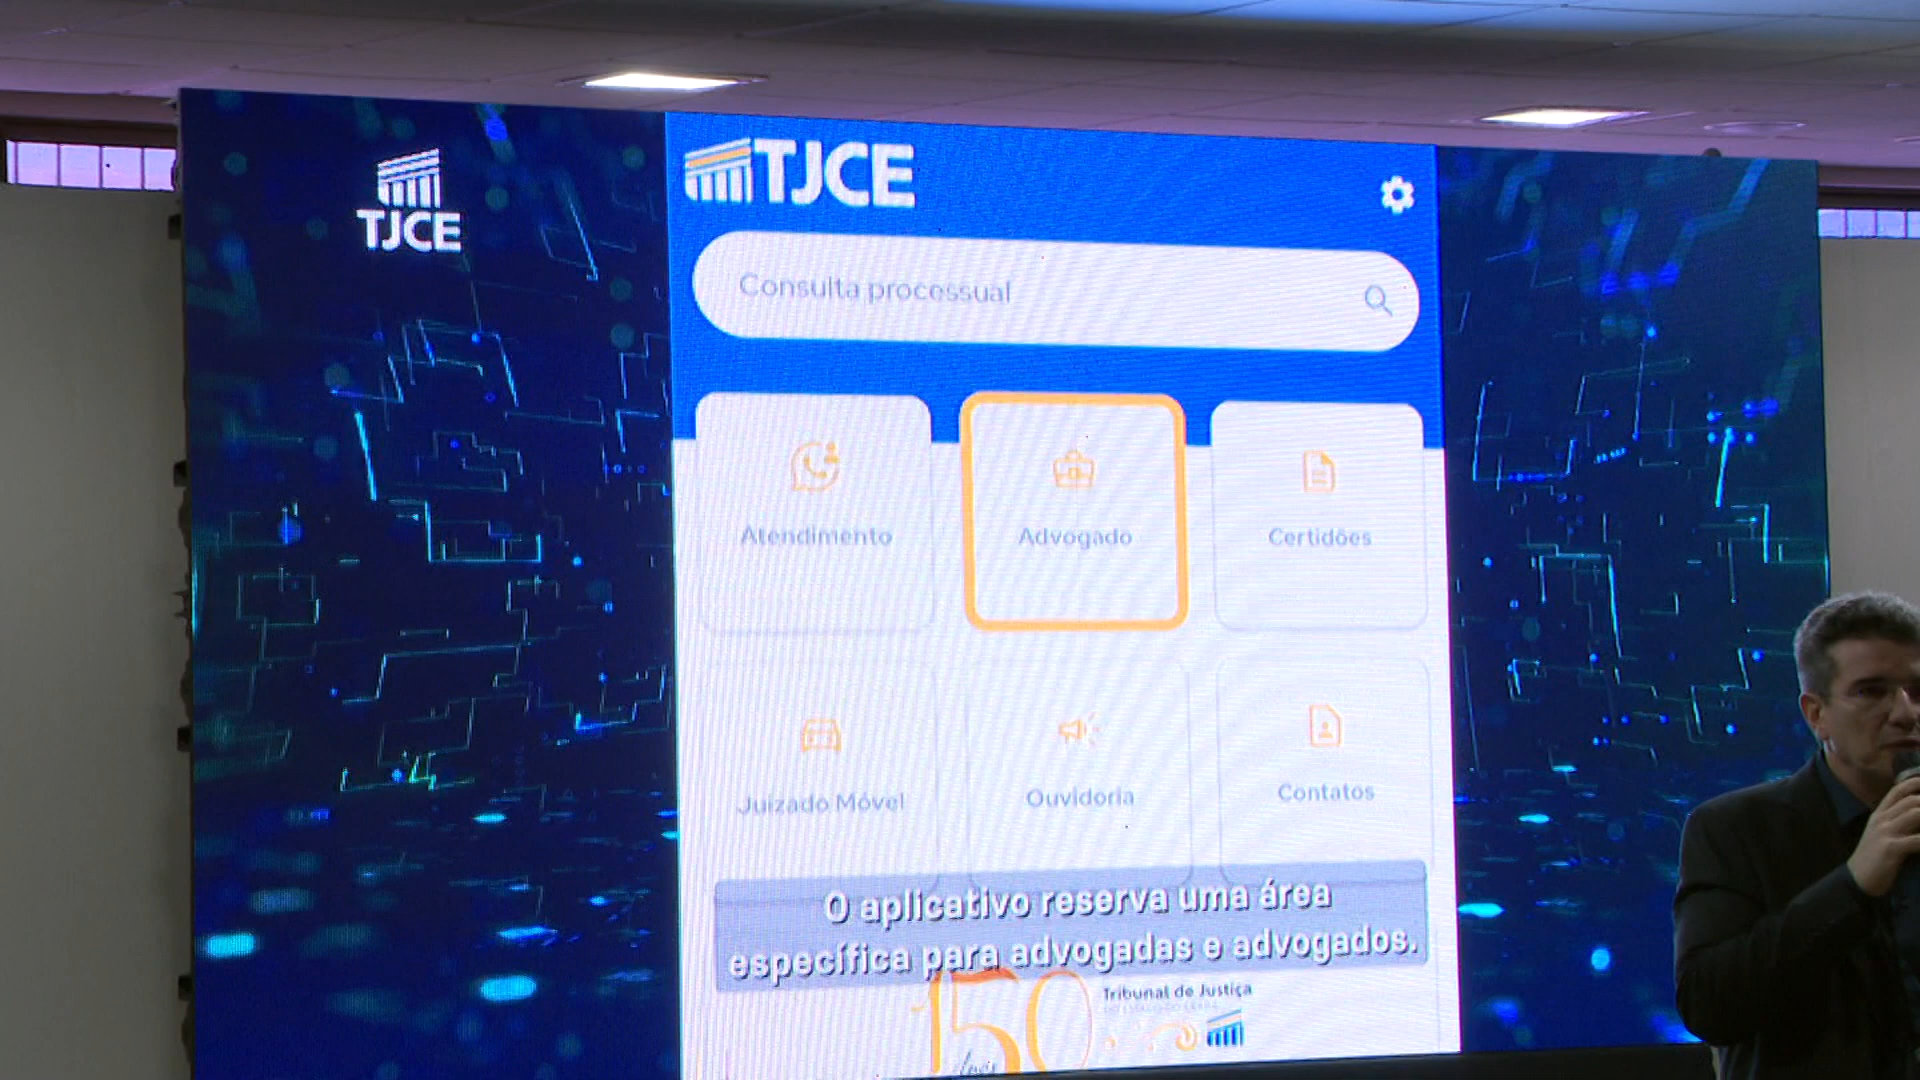 TJCE
TJCE
Consulta processual
Atendimento
Advogado
Certidões
Juizado Móvel
Ouvidoria
Contatos
O aplicativo reserva uma área
específica para advogadas e advogados.
150
Tribunal de Justiça